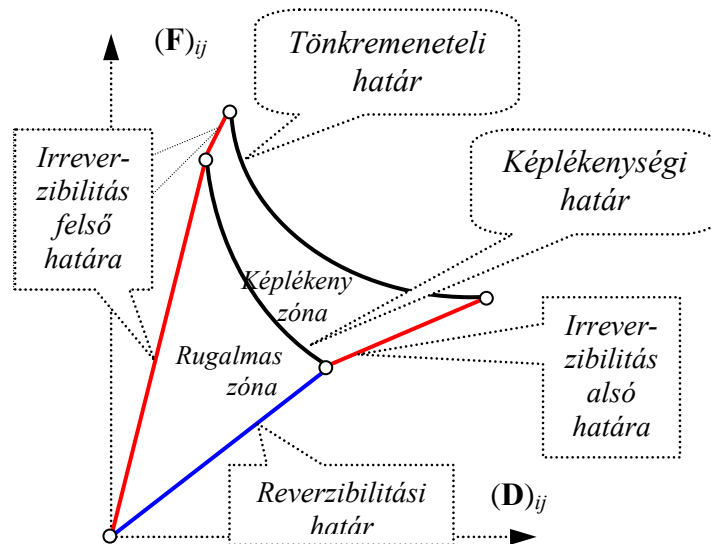 (F)ij
Tönkremeneteli
határ
Irrever-
zibilitás
felső
határa
Képlékenységi
határ
Képlékeny
zóna
Rugalmas
zóna
Irrever-
zibilitás
alsó
határa
Reverzibilitási
határ
(D)ij